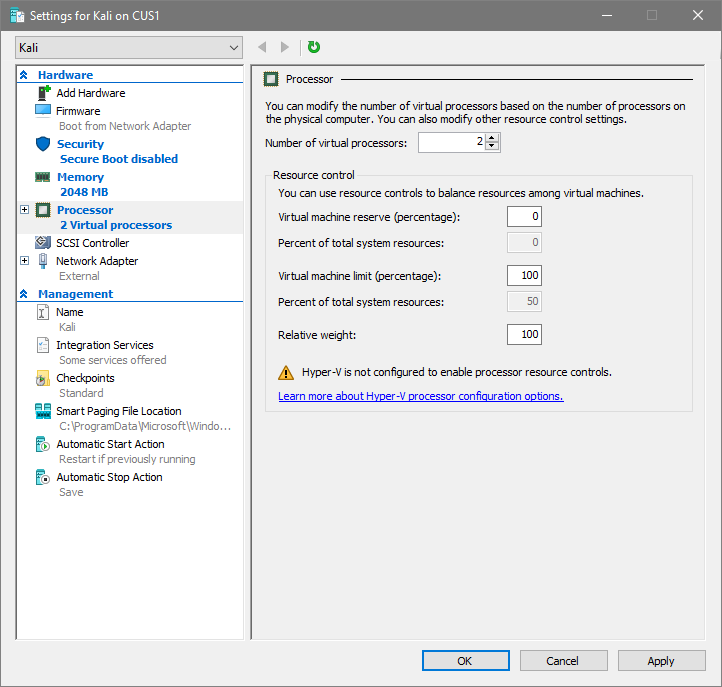 Settings for Kali on CUS1
Kali
Hardware
Add Hardware
Firmware
Boot from Network Adapter
Security
Secure Boot disabled
Memory
2048 MB
Processor
2 Virtual processors
SCSI Controller
Network Adapter
External
Management
Name
Kali
Integration Services
Some services offered
Checkpoints
Standard
Smart Paging File Location
C:\ProgramData\Microsoft\Windo...
Automatic Start Action
Restart if previously running
Automatic Stop Action
Save
Processor
You can modify the number of virtual processors based on the number of processors on
the physical computer. You can also modify other resource control settings.
Number of virtual processors: 2
Resource control
You can use resource controls to balance resources among virtual machines.
Virtual machine reserve (percentage): 0
Percent of total system resources: 0
Virtual machine limit (percentage): 100
Percent of total system resources: 50
Relative weight: 100
Hyper-V is not configured to enable processor resource controls.
Learn more about Hyper-V processor configuration options.
OK Cancel Apply